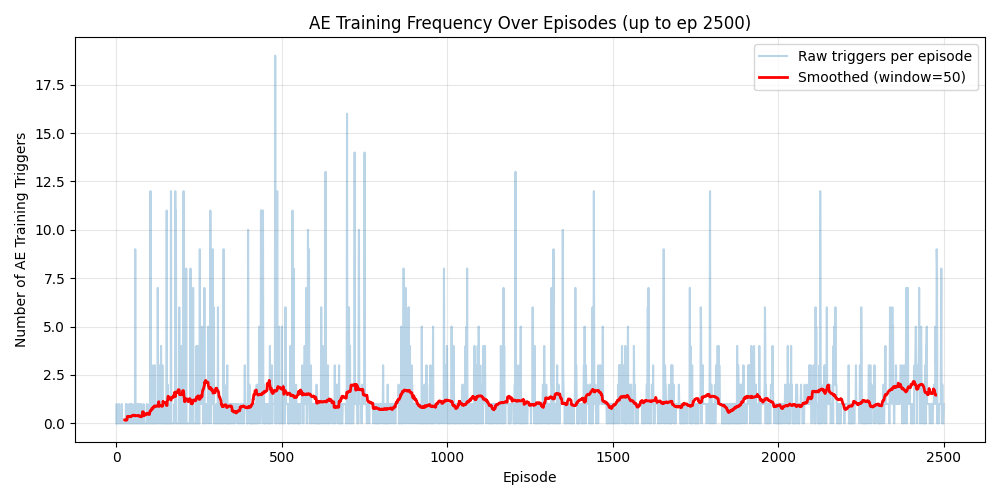 AE Training Frequency Over Episodes (up to ep 2500)
Raw triggers per episode
Smoothed (window=50)
Number of AE Training Triggers
17.5
15.0
12.5
10.0
7.5
5.0
2.5
0.0
0 500 1000 1500 2000 2500
Episode